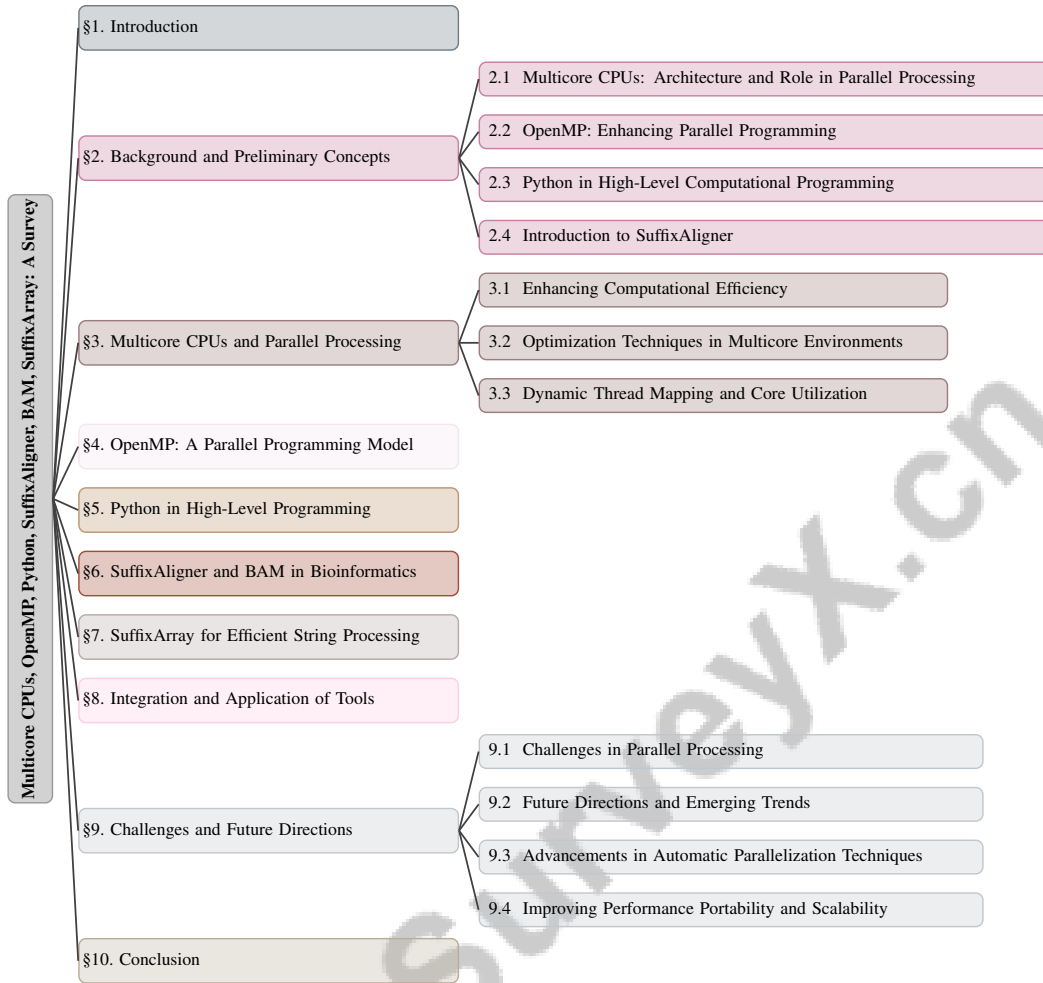 Multicore CPUs, OpenMP, Python, SuffixAligner, BAM, SuffixArray: A Survey
§1. Introduction
§2. Background and Preliminary Concepts
2.1 Multicore CPUs: Architecture and Role in Parallel Processing
2.2 OpenMP: Enhancing Parallel Programming
2.3 Python in High-Level Computational Programming
2.4 Introduction to SuffixAligner
§3. Multicore CPUs and Parallel Processing
3.1 Enhancing Computational Efficiency
3.2 Optimization Techniques in Multicore Environments
3.3 Dynamic Thread Mapping and Core Utilization
§4. OpenMP: A Parallel Programming Model
§5. Python in High-Level Programming
§6. SuffixAligner and BAM in Bioinformatics
§7. SuffixArray for Efficient String Processing
§8. Integration and Application of Tools
§9. Challenges and Future Directions
9.1 Challenges in Parallel Processing
9.2 Future Directions and Emerging Trends
9.3 Advancements in Automatic Parallelization Techniques
9.4 Improving Performance Portability and Scalability
§10. Conclusion
SurveyX.cn